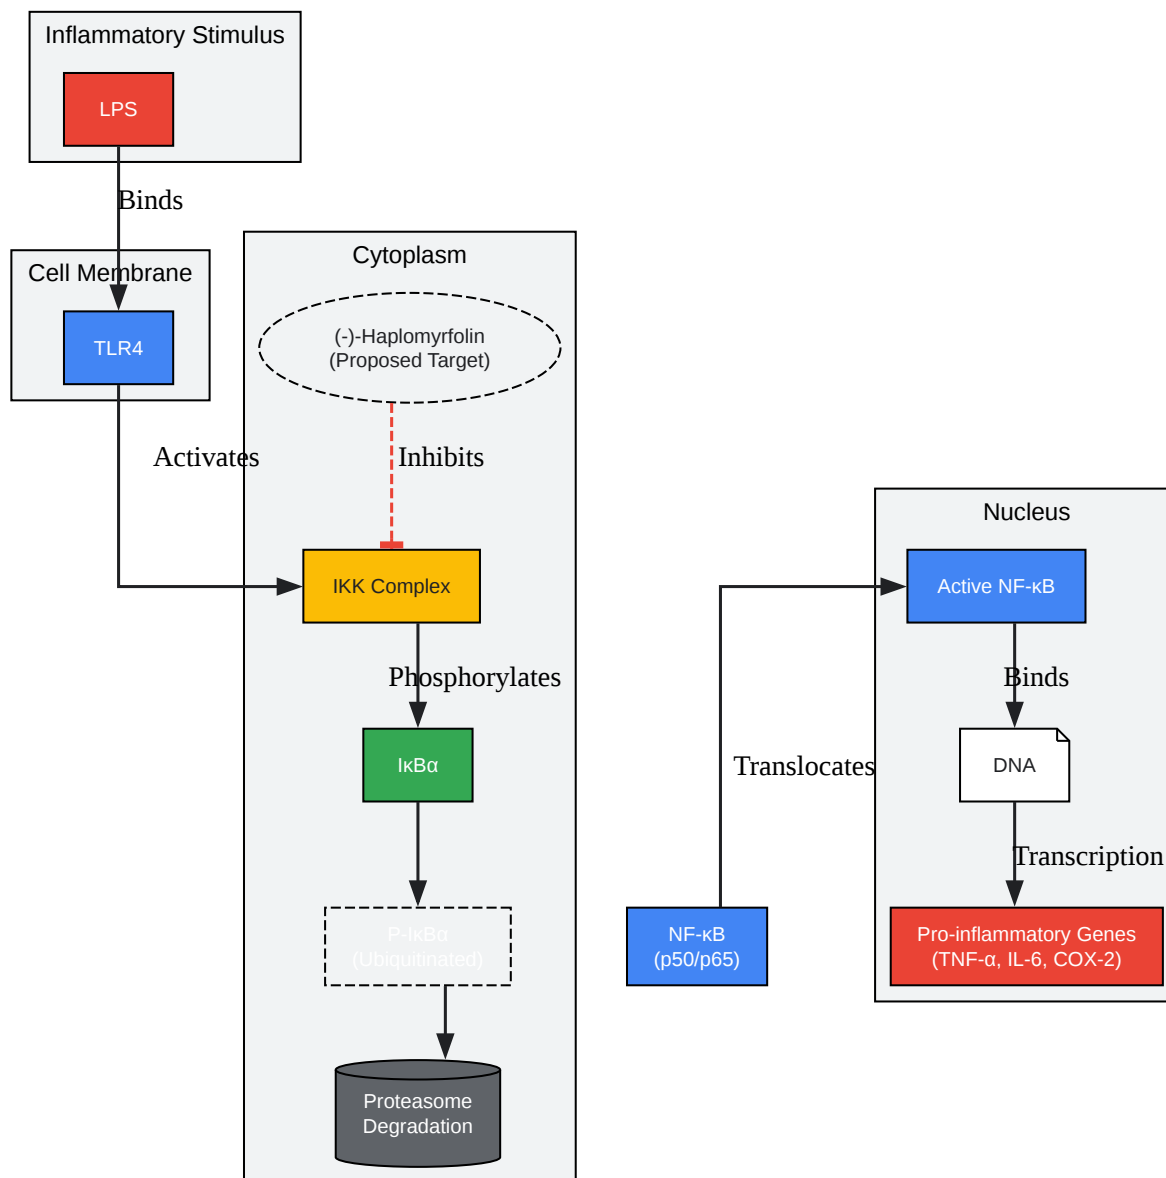 Inflammatory Stimulus
LPS
Binds
Cell Membrane
TLR4
Activates
Cytoplasm
(-)-Haplomyrfolin
(Proposed Target)
Inhibits
IKK Complex
Phosphorylates
IκBα
P-IκBα
(Ubiquitinated)
Proteasome
Degradation
NF-κB
(p50/p65)
Translocates
Nucleus
Active NF-κB
Binds
DNA
Transcription
Pro-inflammatory Genes
(TNF-α, IL-6, COX-2)